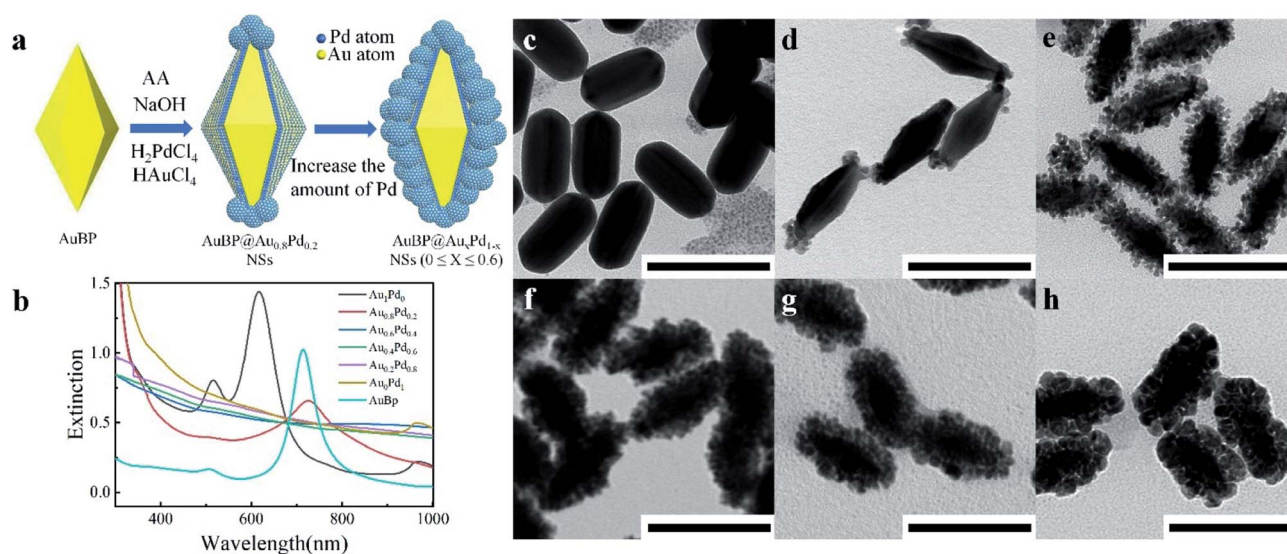 a
Pd atom
Au atom
AA
NaOH
H₂PdCl₄
HAuCl₄
Increase the
amount of Pd
AuBP
AuBP@Au₀.₈Pd₀.₂
NSs
AuBP@AuₓPd₁₋ₓ
NSs (0 ≤ X ≤ 0.6)
b
1.5
1.0
0.5
0.0
Extinction
Au₁Pd₀
Au₀.₈Pd₀.₂
Au₀.₆Pd₀.₄
Au₀.₄Pd₀.₆
Au₀.₂Pd₀.₈
Au₀Pd₁
AuBp
400
600
800
1000
Wavelength(nm)
c
d
e
f
g
h